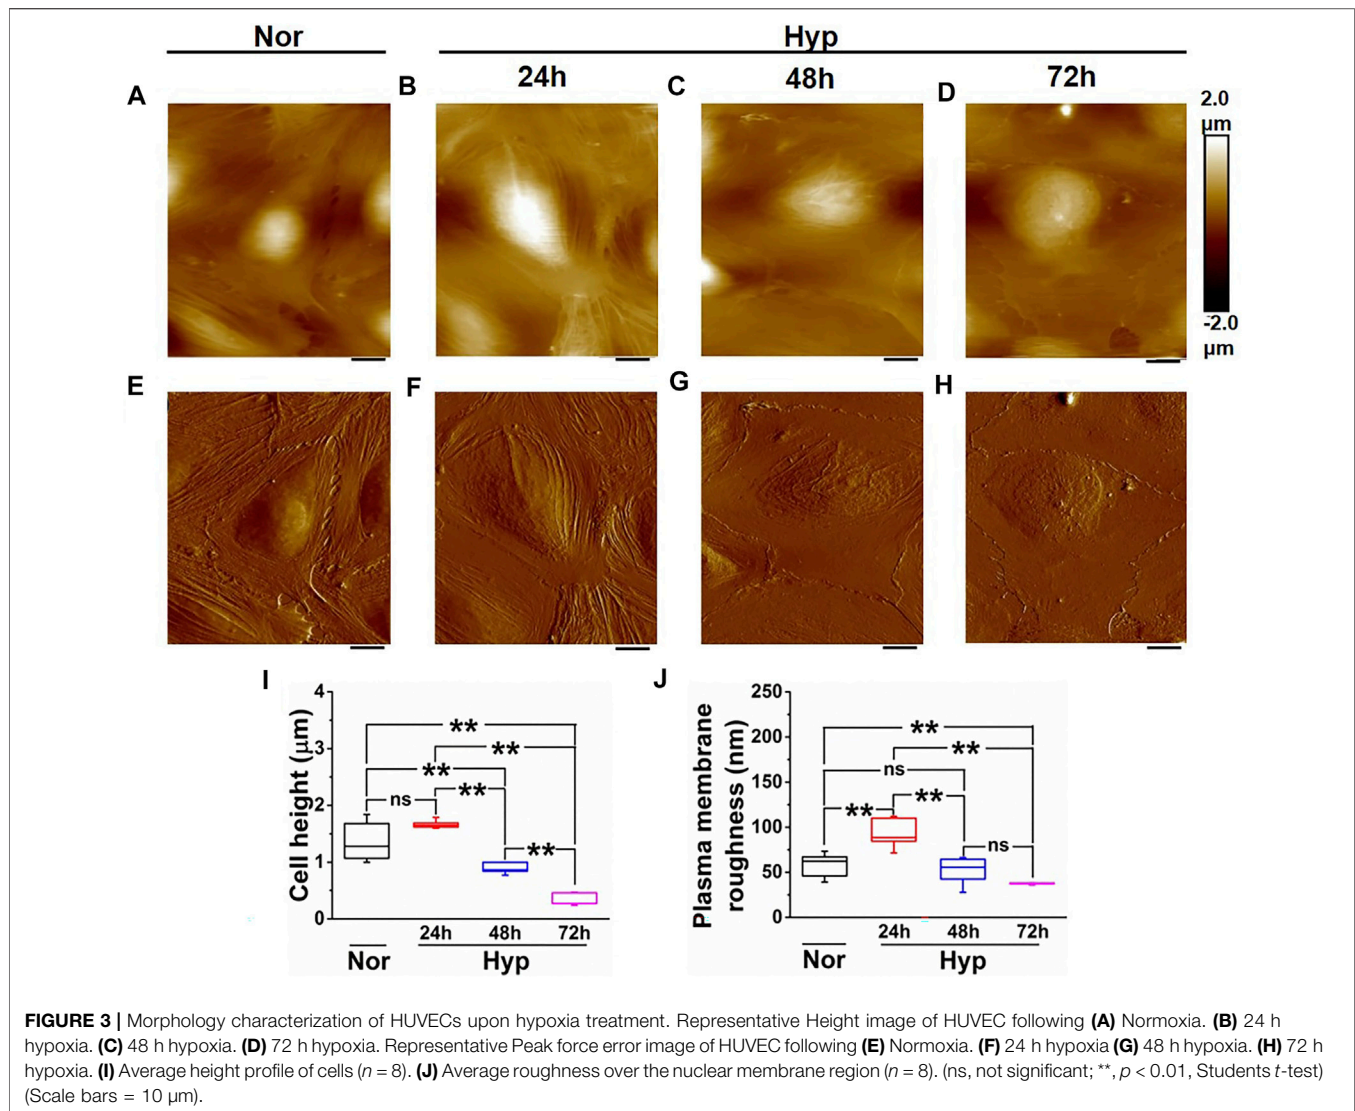 Nor
Hyp
24h
48h
72h
A
B
C
D
2.0
µm
-2.0
µm
E
F
G
H
I
Cell height (µm)
4
3
2
1
0
**
**
**
ns
**
**
24h
48h
72h
Nor
Hyp
J
Plasma membrane
roughness (nm)
250
200
150
100
50
0
**
**
ns
**
**
ns
24h
48h
72h
Nor
Hyp
FIGURE 3 | Morphology characterization of HUVECs upon hypoxia treatment. Representative Height image of HUVEC following (A) Normoxia. (B) 24 h
hypoxia. (C) 48 h hypoxia. (D) 72 h hypoxia. Representative Peak force error image of HUVEC following (E) Normoxia. (F) 24 h hypoxia (G) 48 h hypoxia. (H) 72 h
hypoxia. (I) Average height profile of cells (n = 8). (J) Average roughness over the nuclear membrane region (n = 8). (ns, not significant; **, p < 0.01, Students t-test)
(Scale bars = 10 µm).